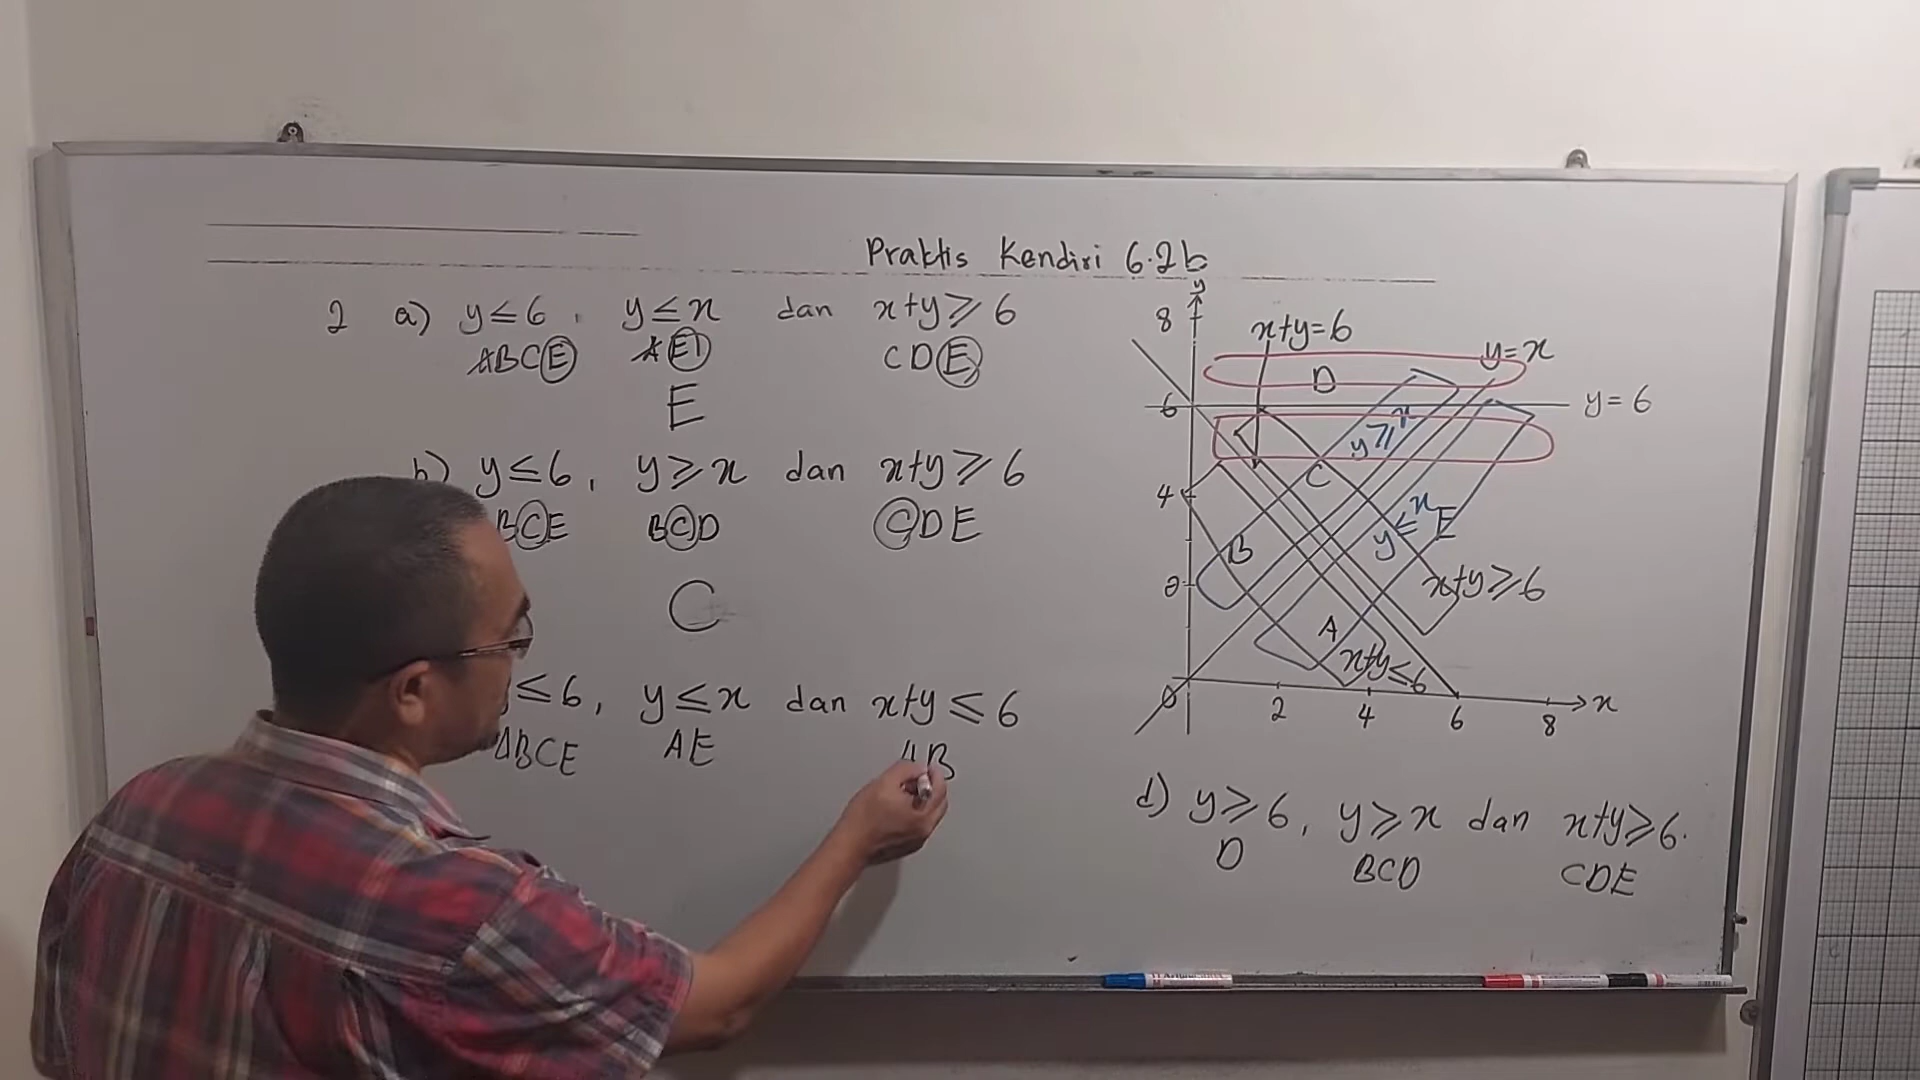 Praktis Kendiri 6.2b
2 a) y ≤ 6, y ≤ x dan x+y ≥ 6
ABCE AE CDE
E
b) y ≤ 6, y ≥ x dan x+y ≥ 6
BCE BCD CDE
C
≤ 6, y ≤ x dan x+y ≤ 6
ABCE AE AB
y
8
x+y=6
y=x
D
6
y=6
y ≥ x
C
4
y ≤ x
E
B
2
x+y ≥ 6
A
x+y ≤ 6
0 2 4 6 8 x
d) y ≥ 6, y ≥ x dan x+y ≥ 6.
D BCD CDE